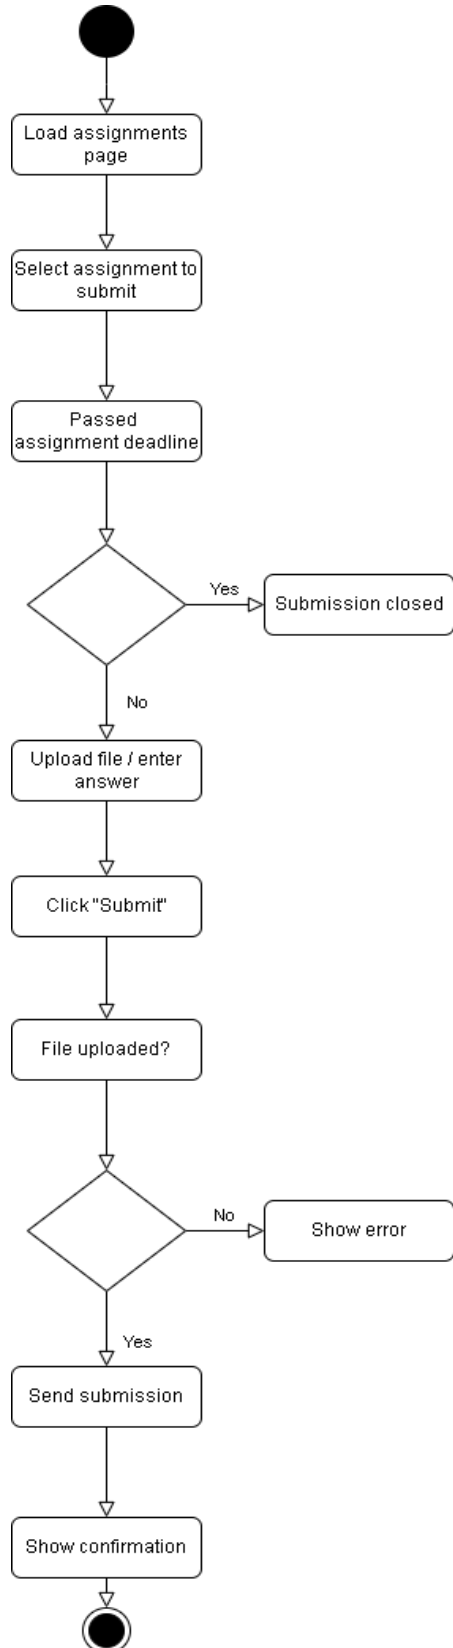 Load assignments
page
Select assignment to
submit
Passed
assignment deadline
Yes
Submission closed
No
Upload file / enter
answer
Click "Submit"
File uploaded?
No
Show error
Yes
Send submission
Show confirmation